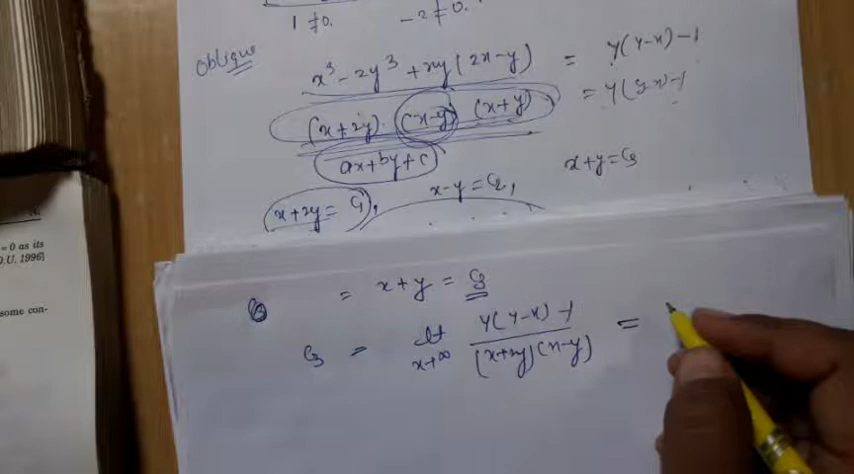 1 ≠ 0. -2 ≠ 0.
Oblique
x³ - 2y³ + xy (2x - y) = y(y-x) - 1
(x+2y) · (x-y) (x+y) = y(y-x) - 1
ax + by + c
x + 2y = C₁, x - y = C₂, x + y = C₃
= 0 as its
D.U. 1996]
some con-
= x + y = C₃
C₃ = lt x→∞ y(y-x) - 1 / (x+2y)(x-y) =